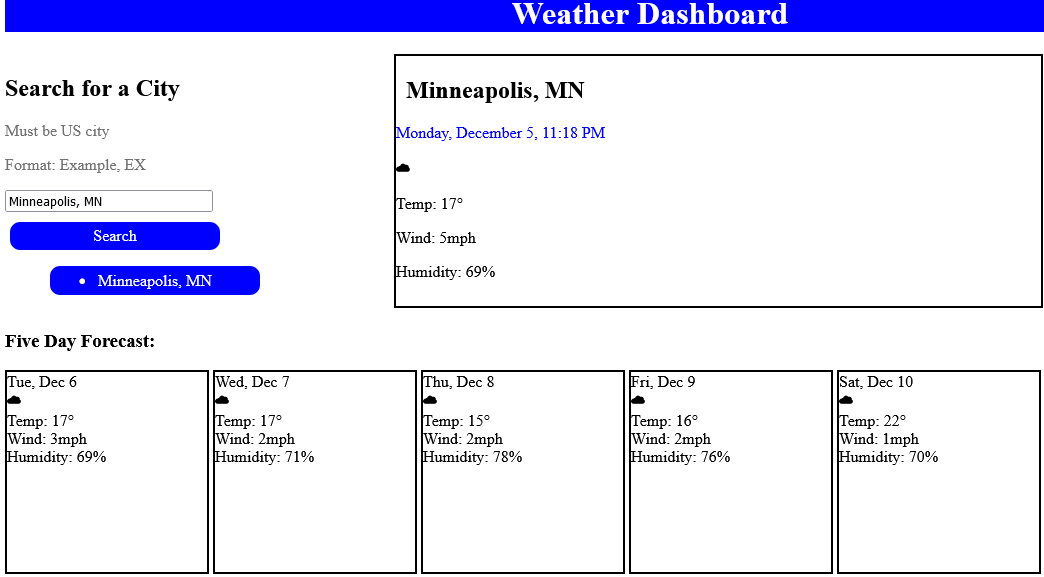 Weather Dashboard
Search for a City
Must be US city
Format: Example, EX
Minneapolis, MN
Search
• Minneapolis, MN
Minneapolis, MN
Monday, December 5, 11:18 PM
Temp: 17°
Wind: 5mph
Humidity: 69%
Five Day Forecast:
Tue, Dec 6
Temp: 17°
Wind: 3mph
Humidity: 69%
Wed, Dec 7
Temp: 17°
Wind: 2mph
Humidity: 71%
Thu, Dec 8
Temp: 15°
Wind: 2mph
Humidity: 78%
Fri, Dec 9
Temp: 16°
Wind: 2mph
Humidity: 76%
Sat, Dec 10
Temp: 22°
Wind: 1mph
Humidity: 70%